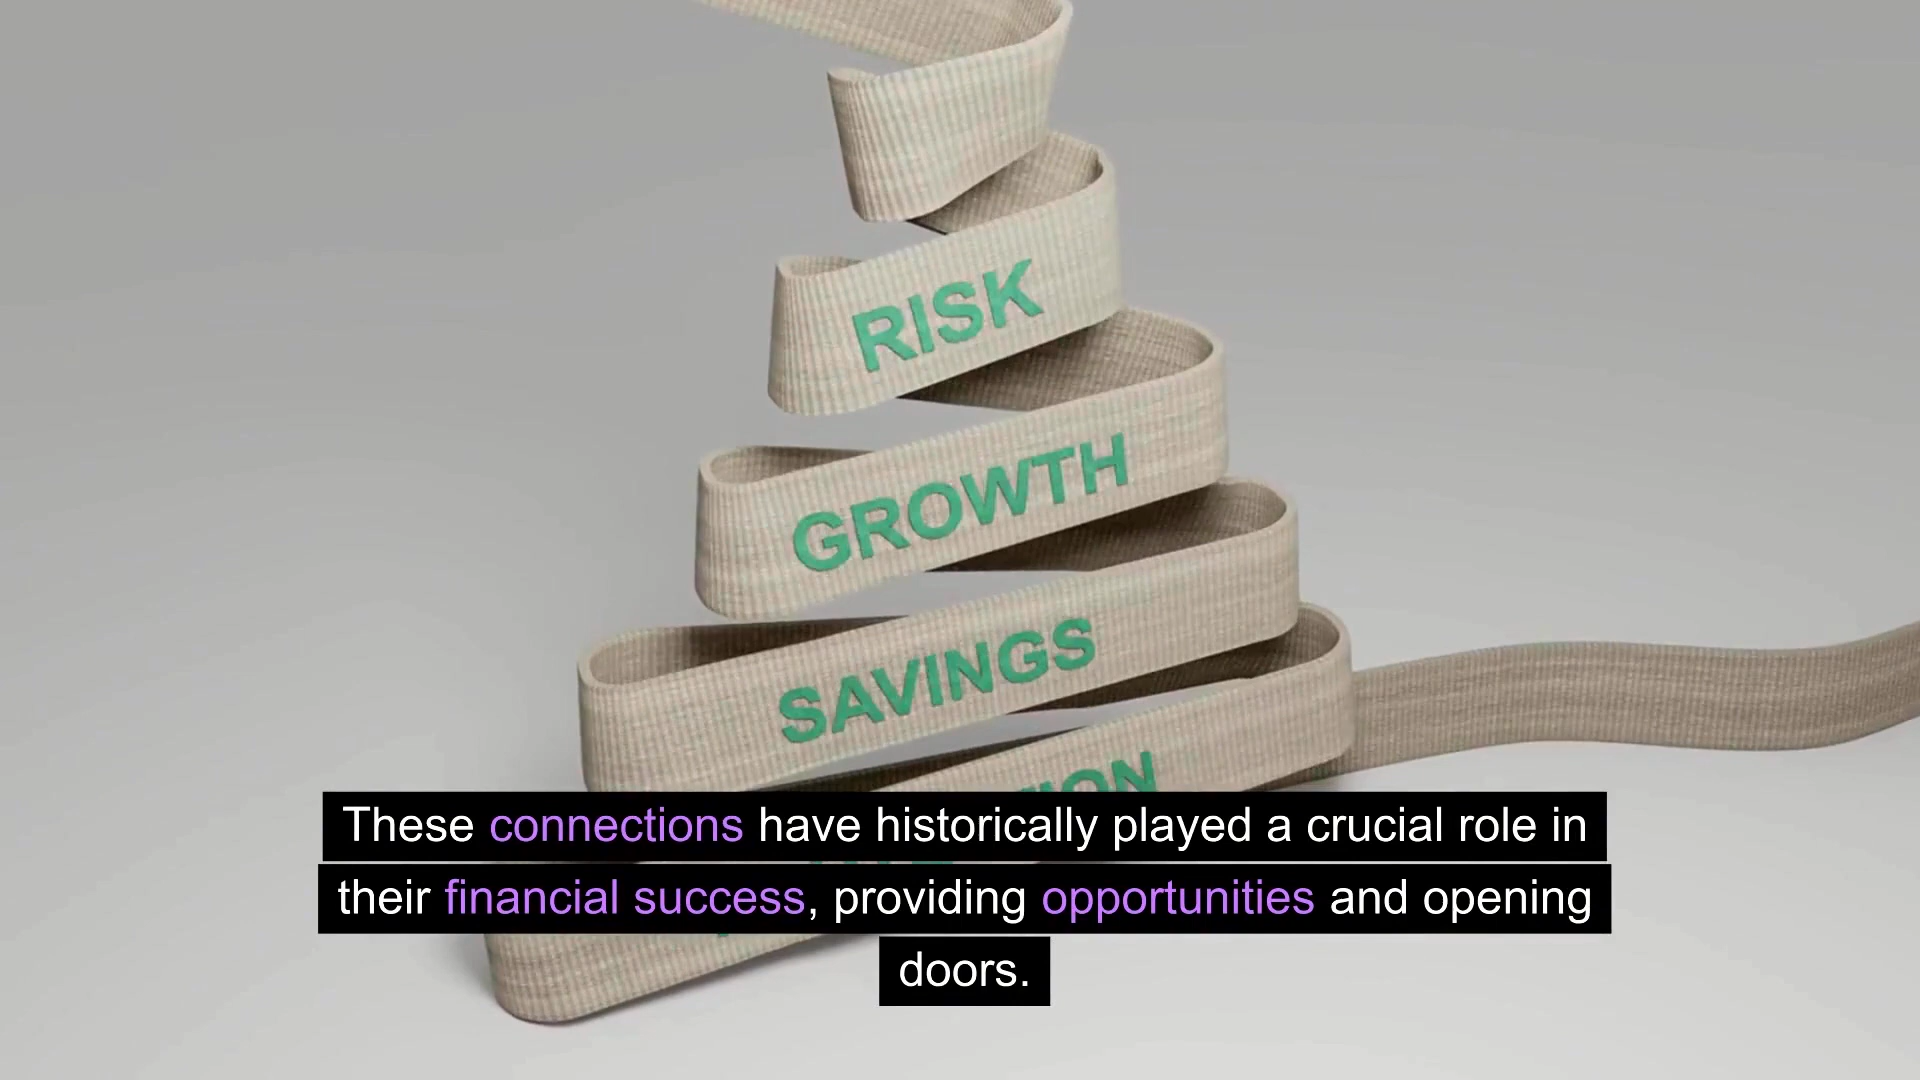 RISK
GROWTH
SAVINGS
These connections have historically played a crucial role in
their financial success, providing opportunities and opening
doors.